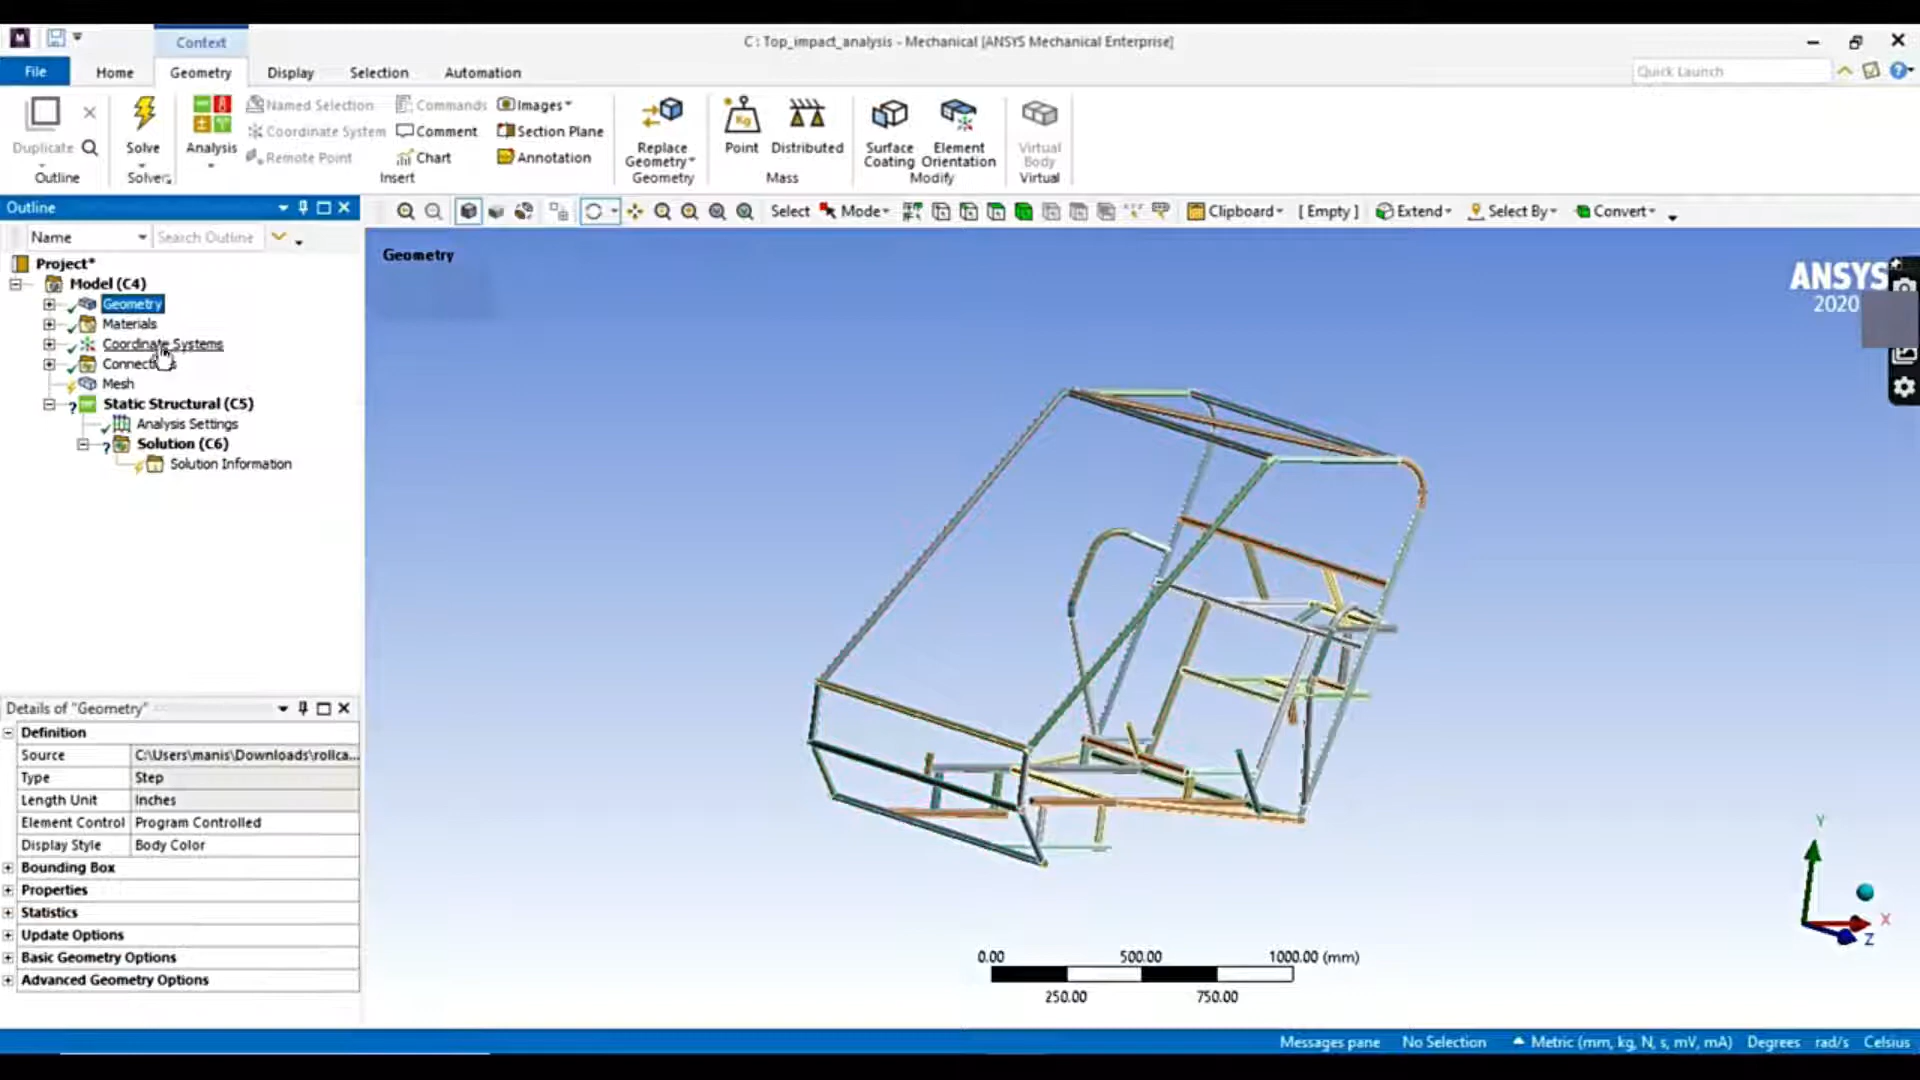 Context
C : Top_impact_analysis - Mechanical [ANSYS Mechanical Enterprise]
File Home Geometry Display Selection Automation Quick Launch
Duplicate
Outline
Solve
Solver
Analysis
Named Selection
Coordinate System
Remote Point
Commands
Comment
Chart
Images
Section Plane
Annotation
Insert
Replace
Geometry
Geometry
Point
Distributed
Mass
Surface
Coating
Element
Orientation
Modify
Virtual
Body
Virtual
Outline
Select Mode Clipboard [ Empty ] Extend Select By Convert
Name Search Outline
Project*
Model (C4)
Geometry
Materials
Coordinate Systems
Mesh
Static Structural (C5)
Analysis Settings
Solution (C6)
Solution Information
Geometry
ANSYS
2020
Details of "Geometry"
Definition
Source C:\Users\manis\Downloads\rollca...
Type Step
Length Unit Inches
Element Control Program Controlled
Display Style Body Color
Bounding Box
Properties
Statistics
Update Options
Basic Geometry Options
Advanced Geometry Options
Y
X
Z
0.00 500.00 1000.00 (mm)
250.00 750.00
Messages pane No Selection Metric (mm, kg, N, s, mV, mA) Degrees rad/s Celsius